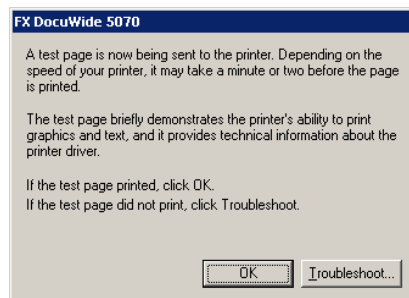 FX DocuWide 5070
A test page is now being sent to the printer. Depending on the
speed of your printer, it may take a minute or two before the page
is printed.
The test page briefly demonstrates the printer's ability to print
graphics and text, and it provides technical information about the
printer driver.
If the test page printed, click OK.
If the test page did not print, click Troubleshoot.
OK
Troubleshoot...